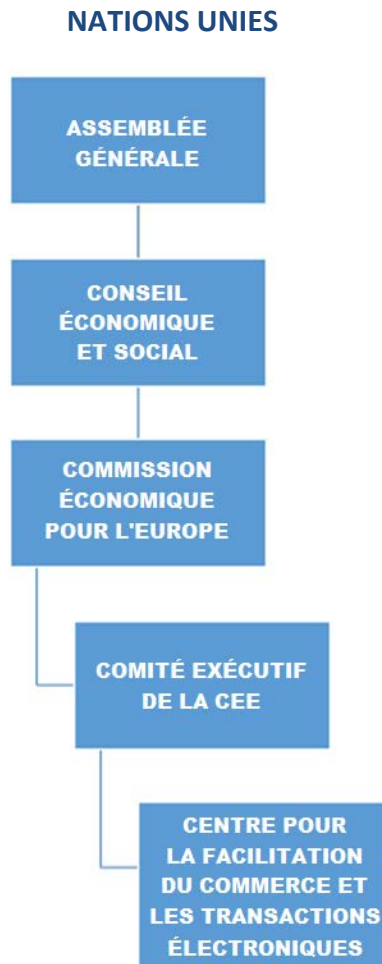 NATIONS UNIES
ASSEMBLÉE
GÉNÉRALE
CONSEIL
ÉCONOMIQUE
ET SOCIAL
COMMISSION
ÉCONOMIQUE
POUR L'EUROPE
COMITÉ EXÉCUTIF
DE LA CEE
CENTRE POUR
LA FACILITATION
DU COMMERCE ET
LES TRANSACTIONS
ÉLECTRONIQUES